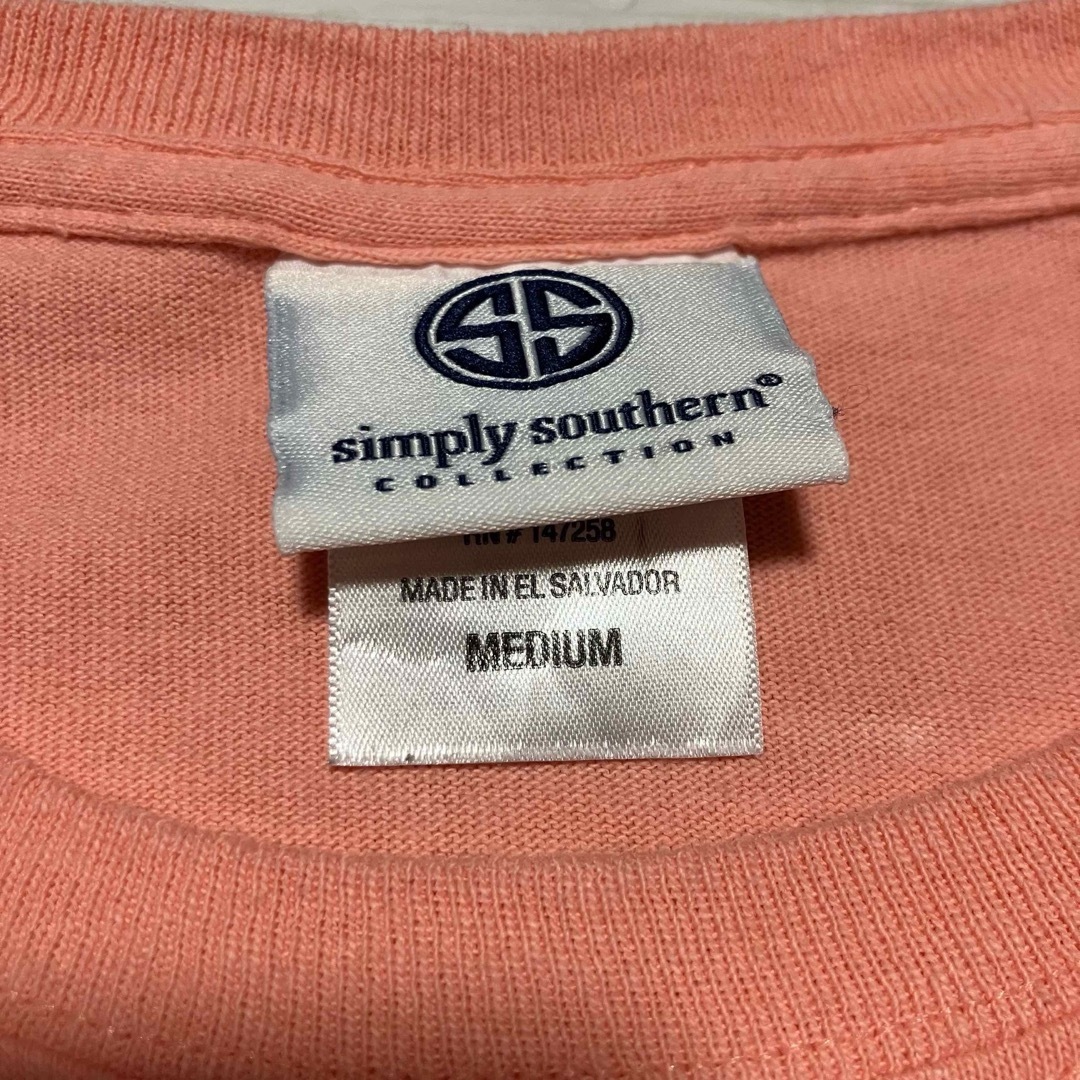 SS
simply southern®
COLLECTION
RN# 147258
MADE IN EL SALVADOR
MEDIUM